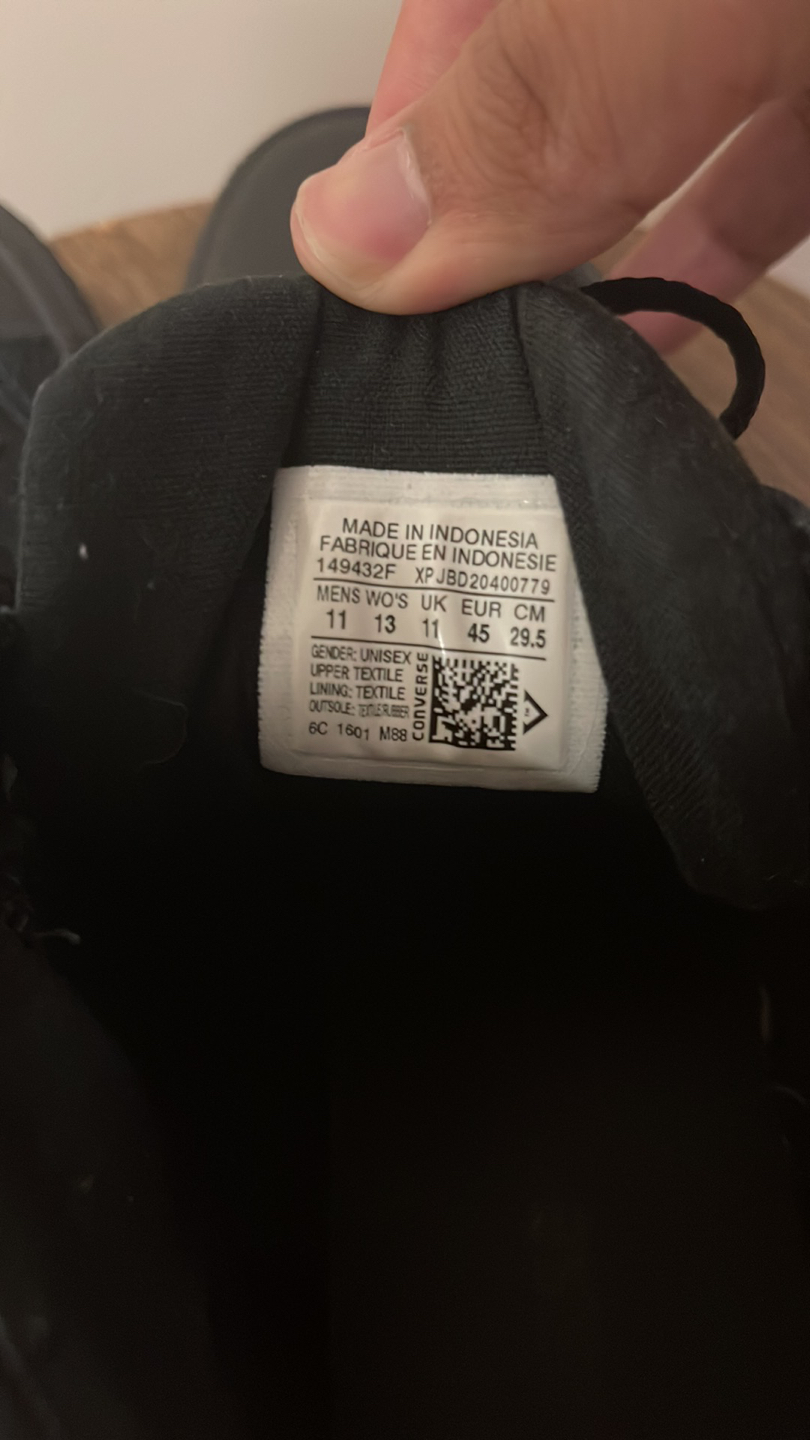 MADE IN INDONESIA
FABRIQUE EN INDONESIE
149432F XPJBD20400779
MENS WO'S UK EUR CM
11 13 11 45 29.5
GENDER: UNISEX
UPPER TEXTILE
LINING: TEXTILE
OUTSOLE: TEXTILE/RUBBER
6C 1601 M88
CONVERSE